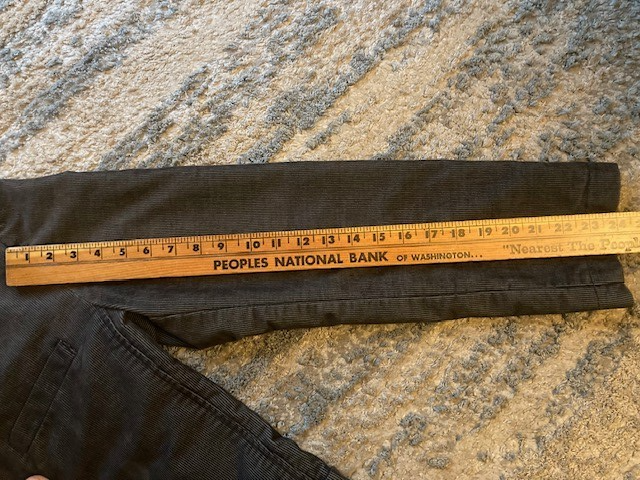 1 2 3 4 5 6 7 8 9 10 11 12 13 14 15 16 17 18 19 20 21 22 23 24
PEOPLES NATIONAL BANK OF WASHINGTON... "Nearest The Peo